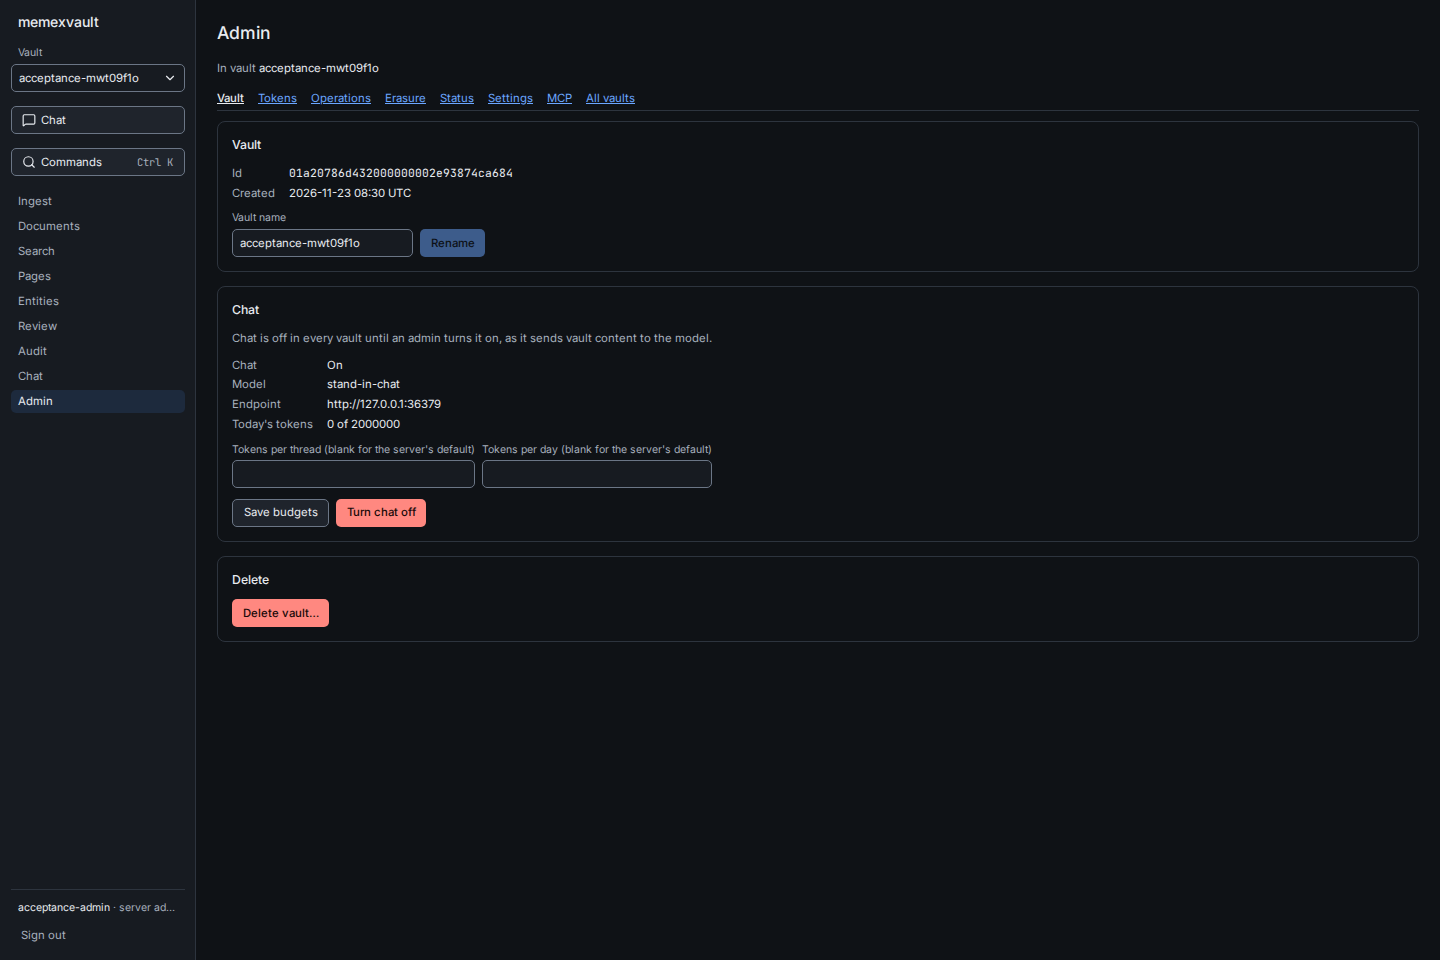 memexvault
Vault
acceptance-mwt09f1o
Chat
Commands Ctrl K
Ingest
Documents
Search
Pages
Entities
Review
Audit
Chat
Admin
acceptance-admin · server ad...
Sign out
Admin
In vault acceptance-mwt09f1o
Vault Tokens Operations Erasure Status Settings MCP All vaults
Vault
Id 01a20786d432000000002e93874ca684
Created 2026-11-23 08:30 UTC
Vault name
acceptance-mwt09f1o Rename
Chat
Chat is off in every vault until an admin turns it on, as it sends vault content to the model.
Chat On
Model stand-in-chat
Endpoint http://127.0.0.1:36379
Today's tokens 0 of 2000000
Tokens per thread (blank for the server's default) Tokens per day (blank for the server's default)
Save budgets Turn chat off
Delete
Delete vault...